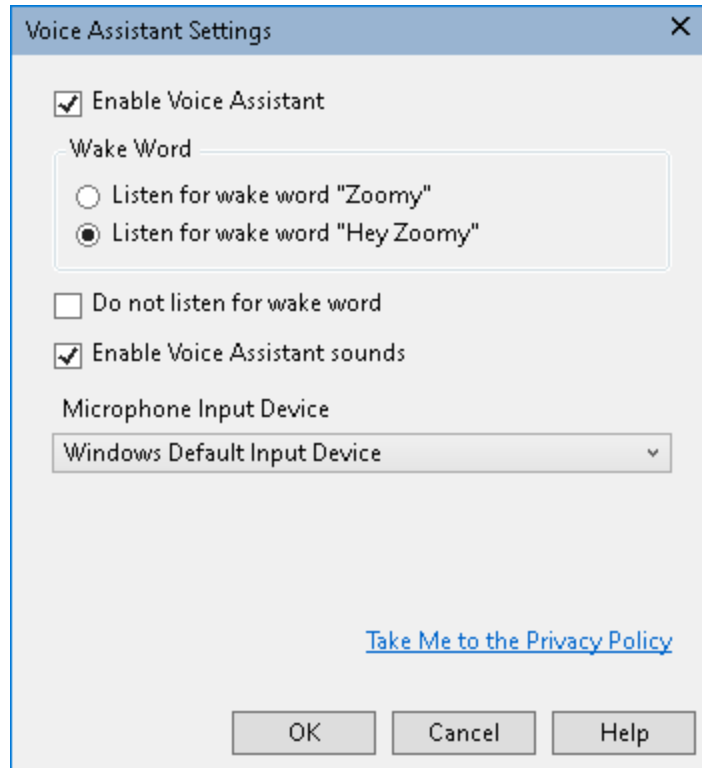 Voice Assistant Settings
Enable Voice Assistant
Wake Word
Listen for wake word "Zoomy"
Listen for wake word "Hey Zoomy"
Do not listen for wake word
Enable Voice Assistant sounds
Microphone Input Device
Windows Default Input Device
Take Me to the Privacy Policy
OK Cancel Help